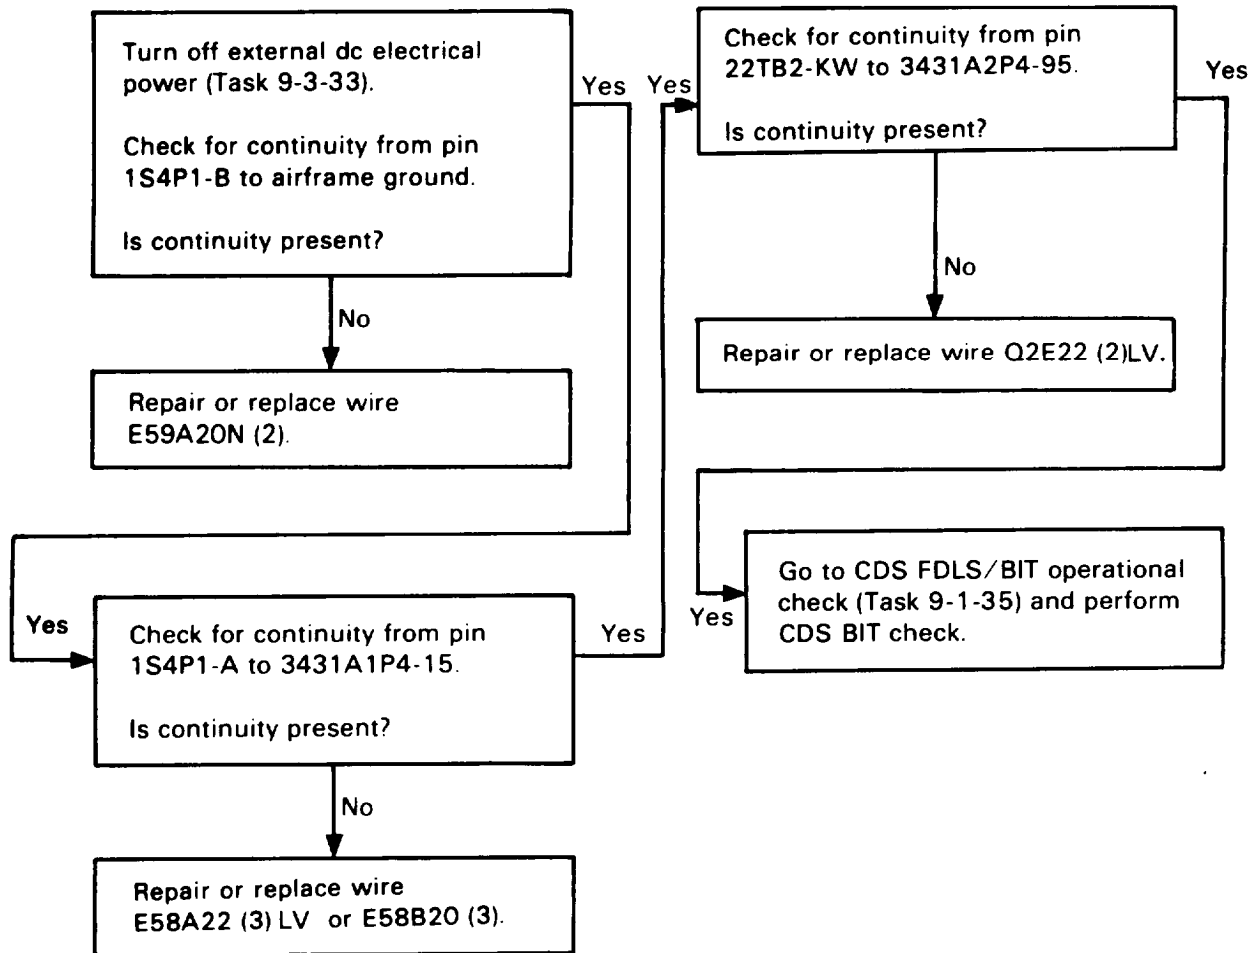 Turn off external dc electrical
power (Task 9-3-33).
Check for continuity from pin
1S4P1-B to airframe ground.
Is continuity present?
Yes
No
Repair or replace wire
E59A20N (2).
Yes
Check for continuity from pin
1S4P1-A to 3431A1P4-15.
Is continuity present?
Yes
No
Repair or replace wire
E58A22 (3) LV or E58B20 (3).
Yes
Check for continuity from pin
22TB2-KW to 3431A2P4-95.
Is continuity present?
Yes
No
Repair or replace wire Q2E22 (2)LV.
Yes
Go to CDS FDLS/BIT operational
check (Task 9-1-35) and perform
CDS BIT check.